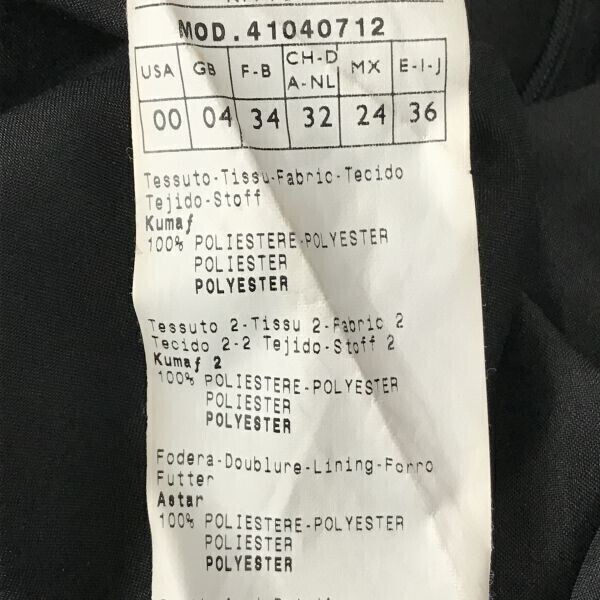 MOD.41040712
USA GB F-B CH-D A-NL MX E-I-J
00 04 34 32 24 36
Tessuto-Tissu-Fabric-Tecido
Tejido-Stoff
Kumaƒ
100% POLIESTERE-POLYESTER
POLIESTER
POLYESTER
Tessuto 2-Tissu 2-Fabric 2
Tecido 2-2 Tejido-Stoff 2
Kumaƒ 2
100% POLIESTERE-POLYESTER
POLIESTER
POLYESTER
Fodera-Doublure-Lining-Forro
Futter
Astar
100% POLIESTERE-POLYESTER
POLIESTER
POLYESTER